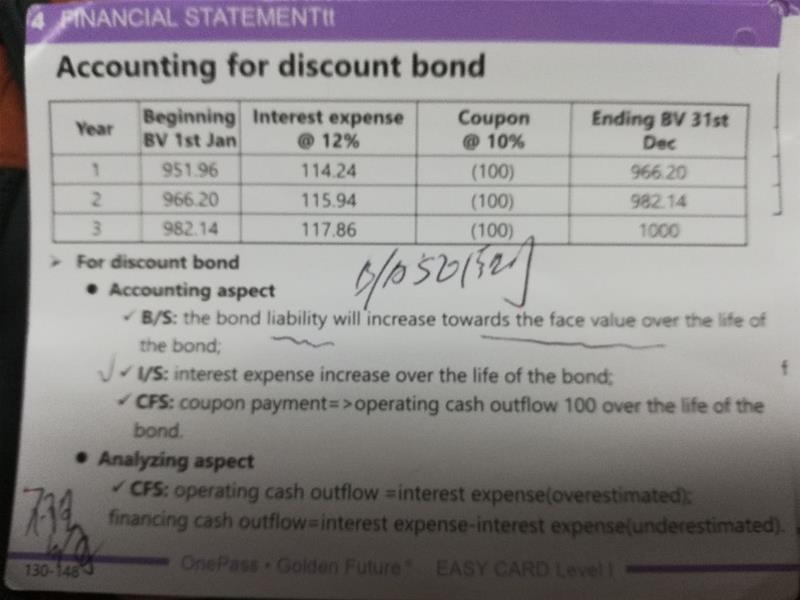 4 FINANCIAL STATEMENTtt
Accounting for discount bond
Year Beginning BV 1st Jan Interest expense @ 12% Coupon @ 10% Ending BV 31st Dec
1 951.96 114.24 (100) 966.20
2 966.20 115.94 (100) 982.14
3 982.14 117.86 (100) 1000
➢ For discount bond
● Accounting aspect
✓ B/S: the bond liability will increase towards the face value over the life of
the bond;
✓ I/S: interest expense increase over the life of the bond;
✓ CFS: coupon payment=>operating cash outflow 100 over the life of the
bond.
● Analyzing aspect
✓ CFS: operating cash outflow =interest expense(overestimated);
financing cash outflow=interest expense-interest expense(underestimated).
130-148
OnePass • Golden Future® EASY CARD Level I
f